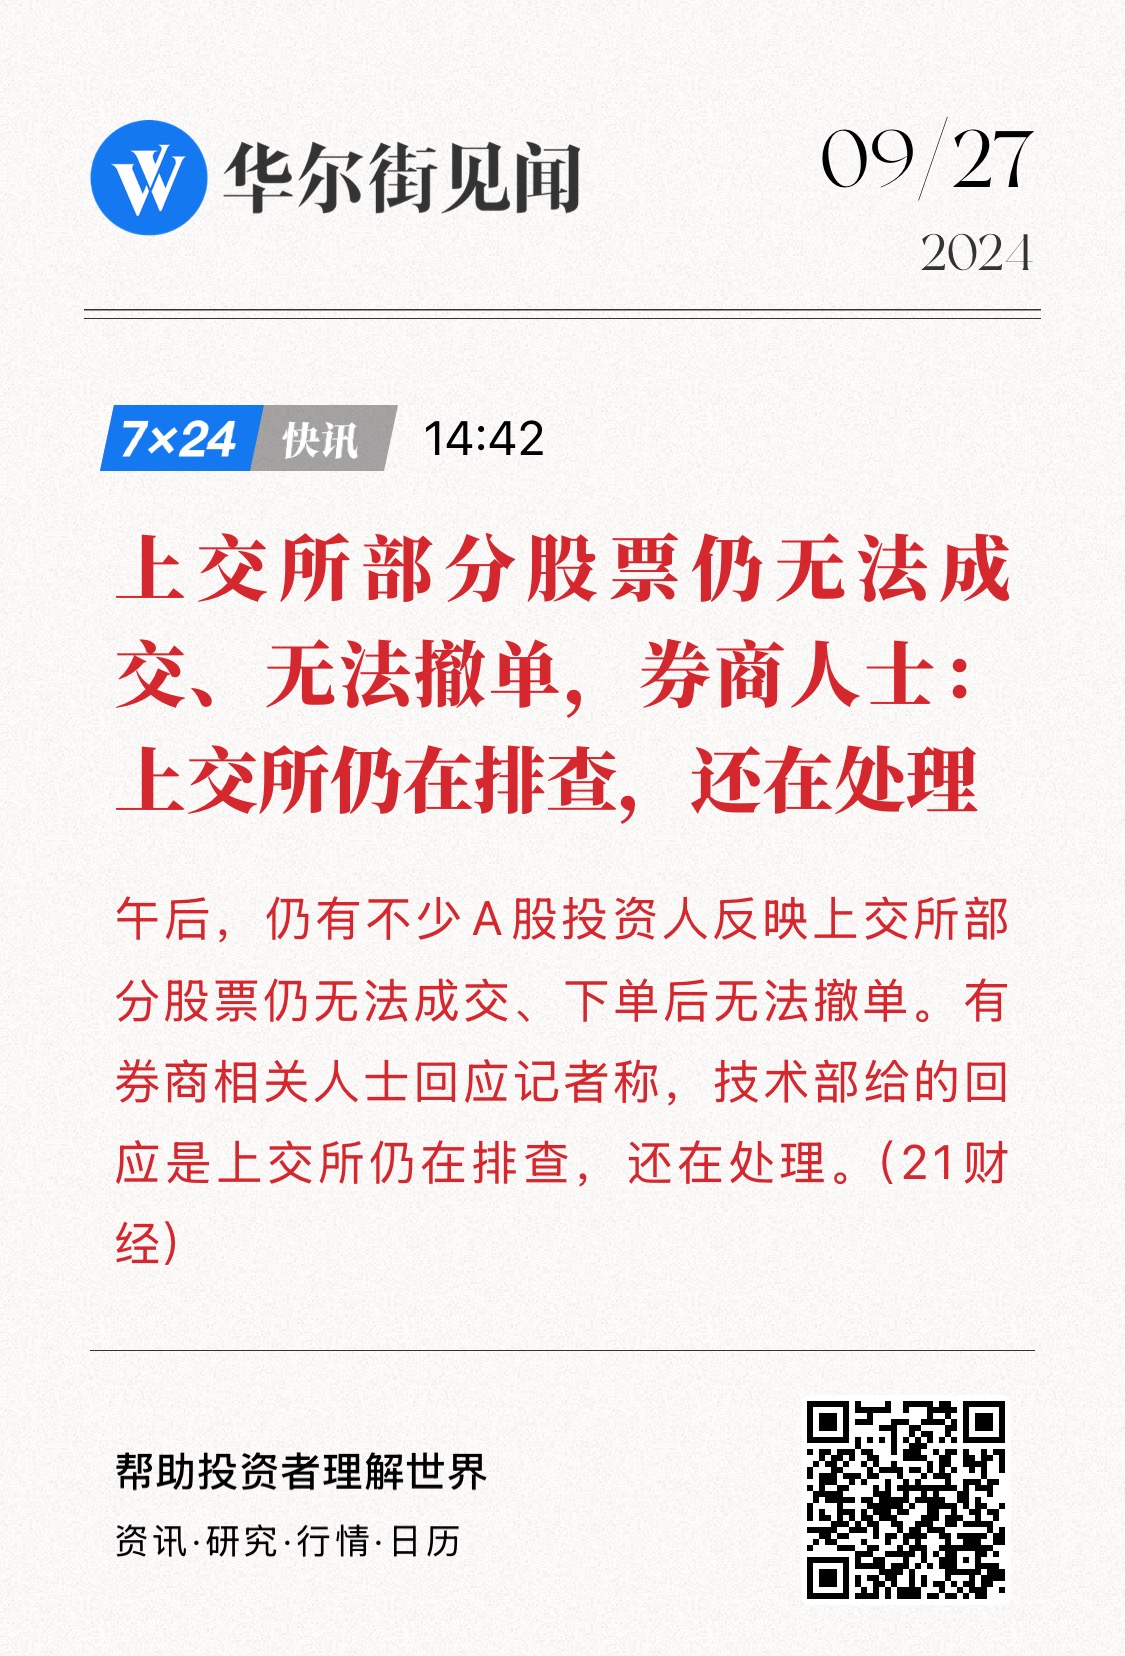 华尔街见闻
09/27
2024
7×24 快讯 14:42
上交所部分股票仍无法成
交、无法撤单，券商人士：
上交所仍在排查，还在处理
午后，仍有不少A股投资人反映上交所部
分股票仍无法成交、下单后无法撤单。有
券商相关人士回应记者称，技术部给的回
应是上交所仍在排查，还在处理。（21财
经）
帮助投资者理解世界
资讯·研究·行情·日历